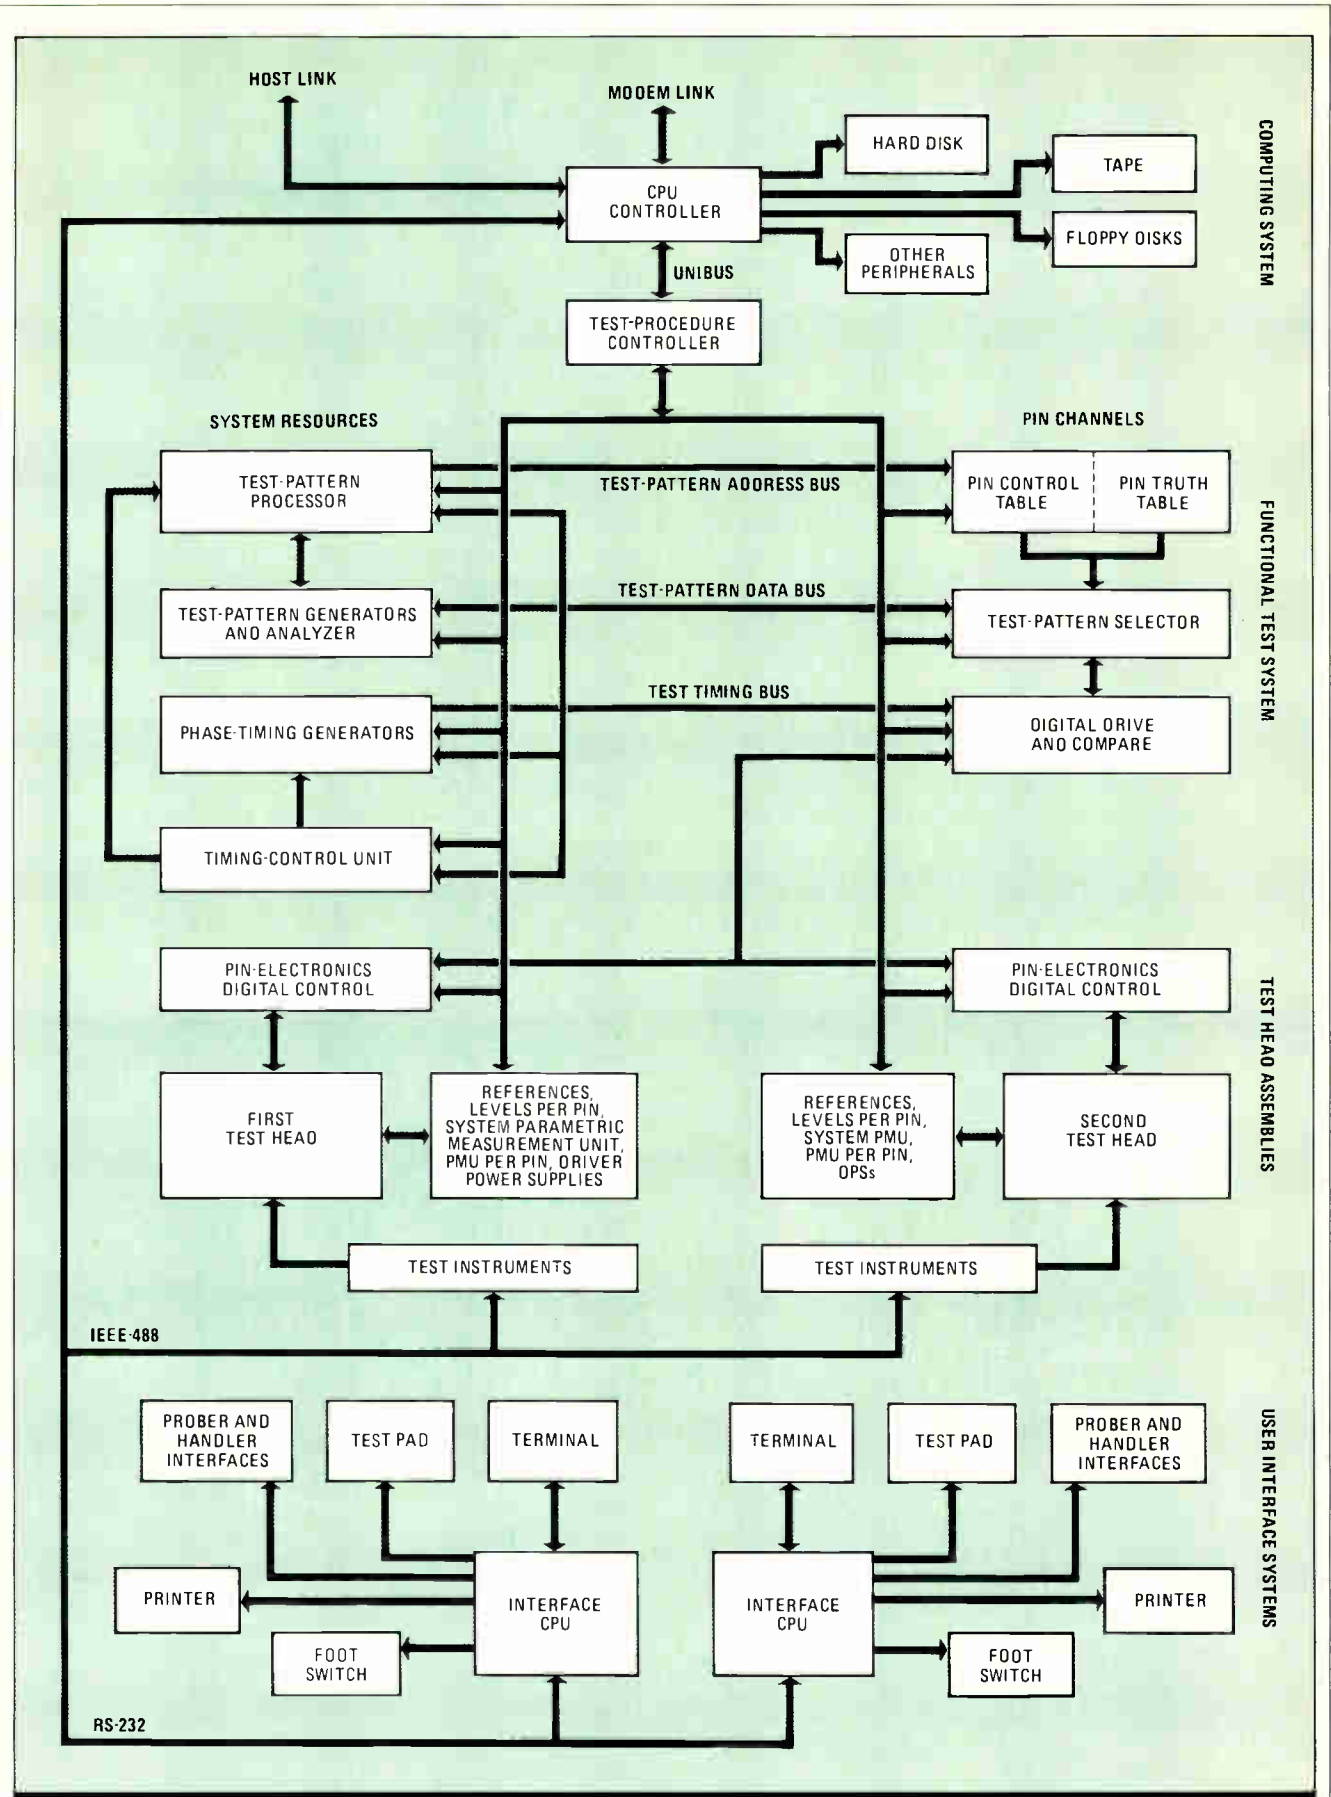 HOST LINK
MODEM LINK
HARD DISK
TAPE
CPU
CONTROLLER
FLOPPY DISKS
OTHER
PERIPHERALS
UNIBUS
TEST-PROCEDURE
CONTROLLER
COMPUTING SYSTEM
SYSTEM RESOURCES
PIN CHANNELS
TEST-PATTERN
PROCESSOR
TEST-PATTERN ADDRESS BUS
PIN CONTROL
TABLE
PIN TRUTH
TABLE
TEST-PATTERN GENERATORS
AND ANALYZER
TEST-PATTERN DATA BUS
TEST-PATTERN SELECTOR
PHASE-TIMING GENERATORS
TEST TIMING BUS
DIGITAL DRIVE
AND COMPARE
TIMING-CONTROL UNIT
FUNCTIONAL TEST SYSTEM
PIN-ELECTRONICS
DIGITAL CONTROL
PIN-ELECTRONICS
DIGITAL CONTROL
FIRST
TEST HEAD
REFERENCES,
LEVELS PER PIN,
SYSTEM PARAMETRIC
MEASUREMENT UNIT,
PMU PER PIN, DRIVER
POWER SUPPLIES
REFERENCES,
LEVELS PER PIN,
SYSTEM PMU,
PMU PER PIN,
DPSs
SECOND
TEST HEAD
TEST INSTRUMENTS
TEST INSTRUMENTS
TEST HEAD ASSEMBLIES
IEEE-488
PROBER AND
HANDLER
INTERFACES
TEST PAD
TERMINAL
TERMINAL
TEST PAD
PROBER AND
HANDLER
INTERFACES
PRINTER
INTERFACE
CPU
INTERFACE
CPU
PRINTER
FOOT
SWITCH
FOOT
SWITCH
RS-232
USER INTERFACE SYSTEMS